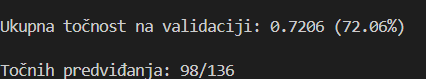 Ukupna točnost na validaciji: 0.7206 (72.06%)
Točnih predviđanja: 98/136